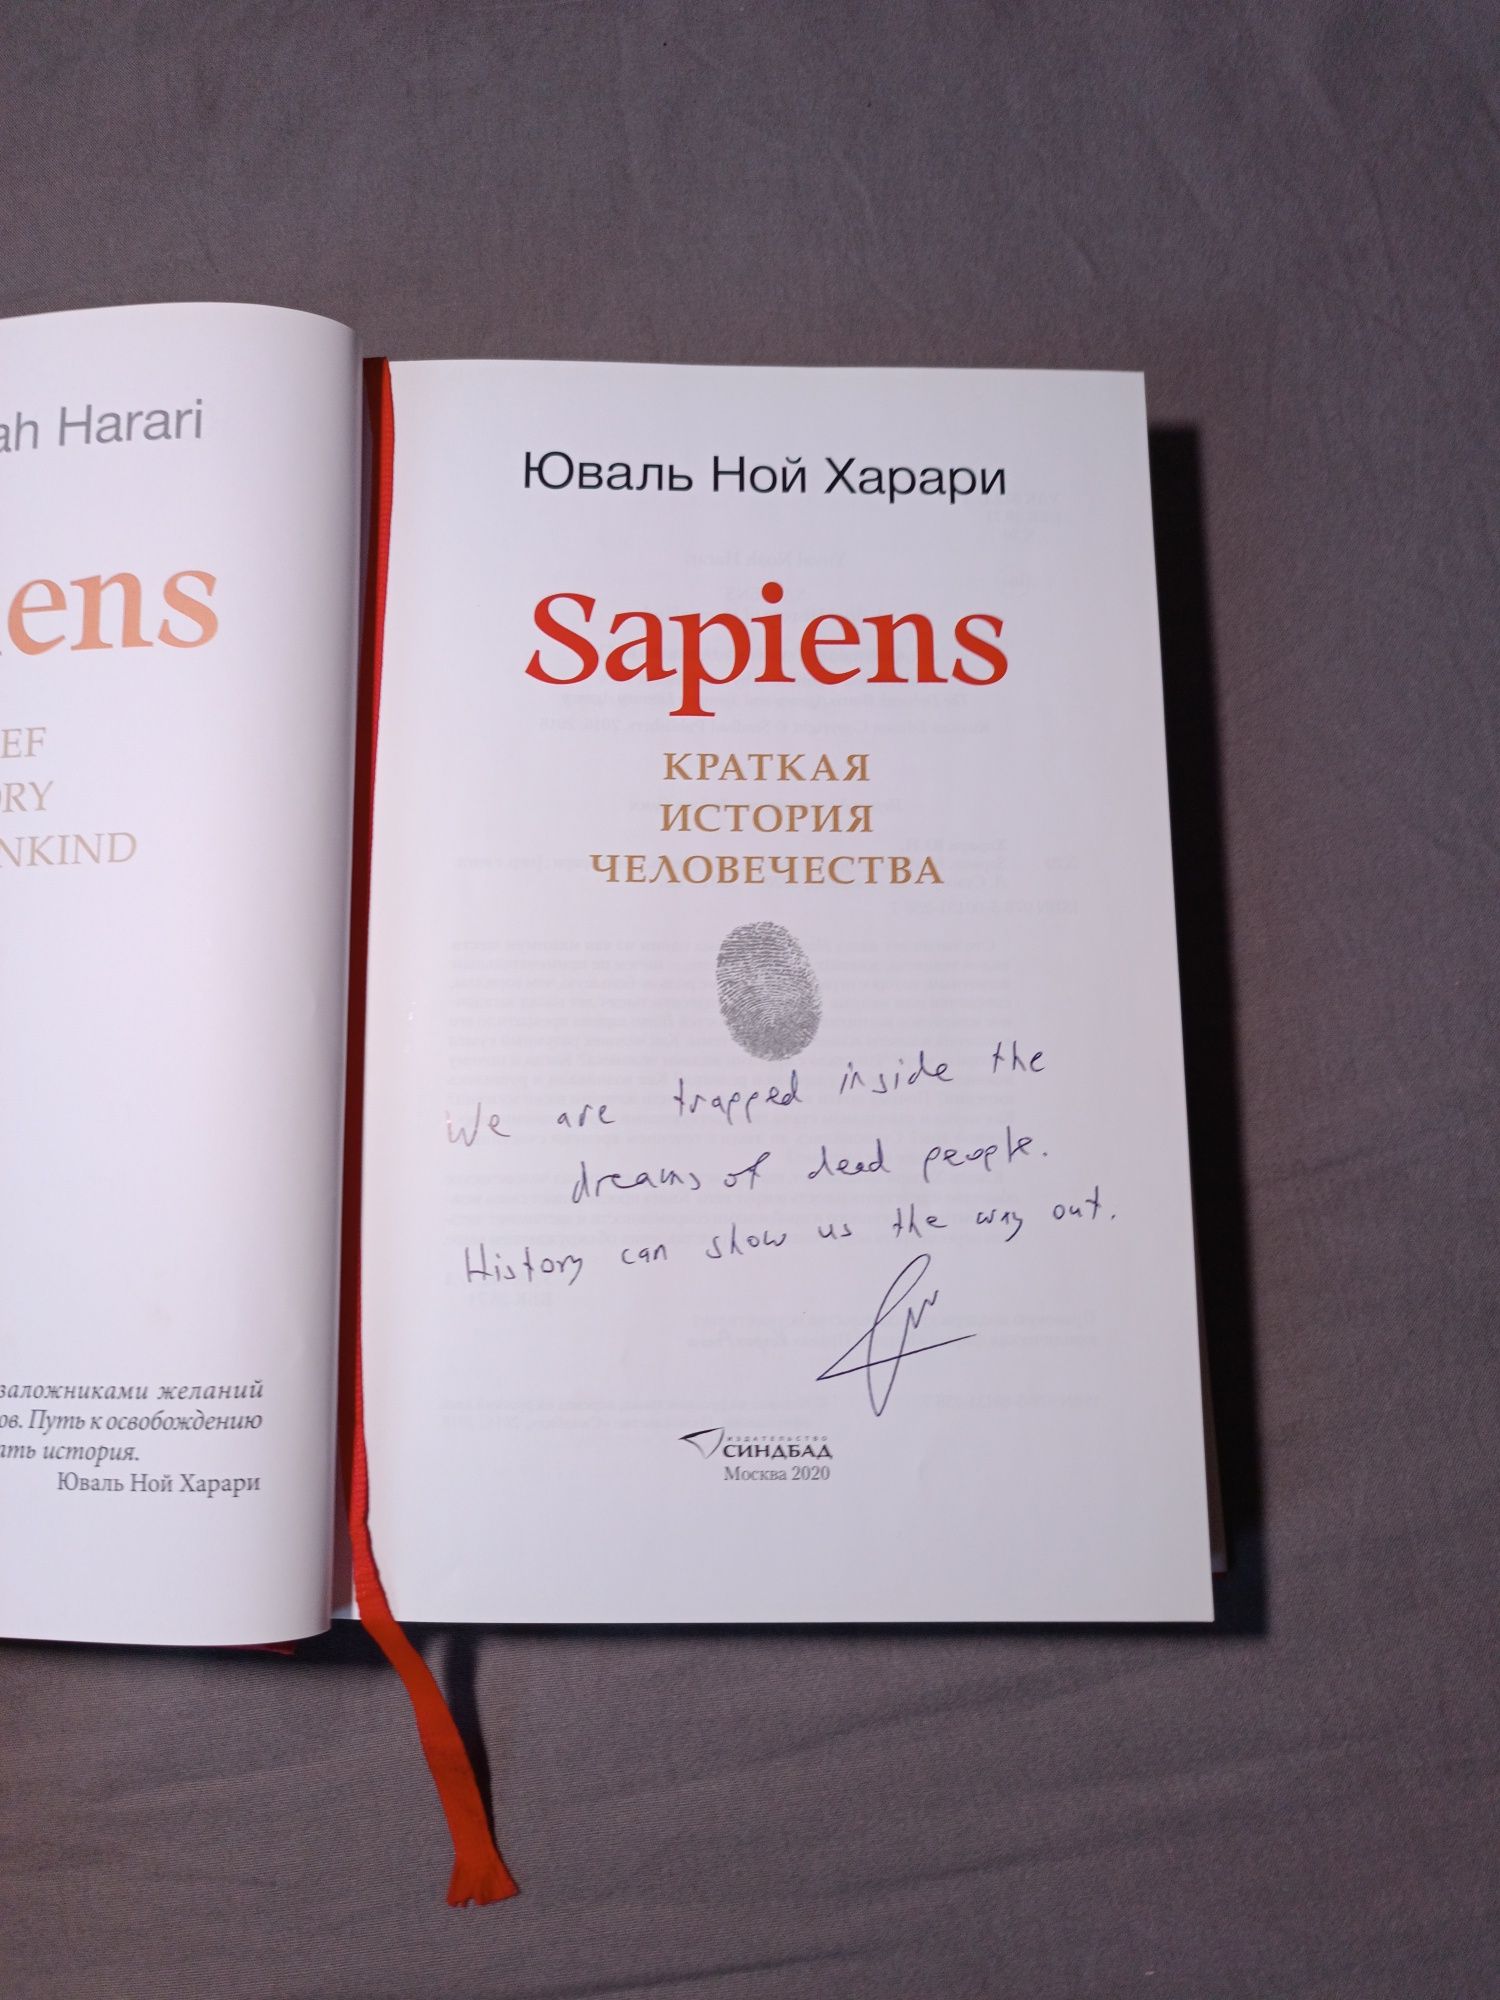 ah Harari
iens
EF
ORY
NKIND
заложниками желаний
ов. Путь к освобождению
ать история.
Юваль Ной Харари
Юваль Ной Харари
Sapiens
КРАТКАЯ
ИСТОРИЯ
ЧЕЛОВЕЧЕСТВА
We are trapped inside the
dreams of dead people.
History can show us the way out.
ИЗДАТЕЛЬСТВО
СИНДБАД
Москва 2020